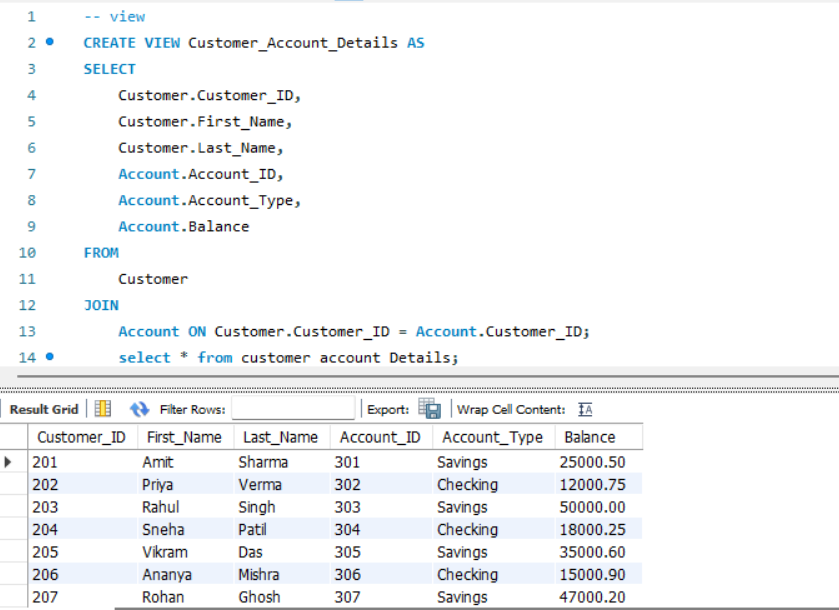 1 -- view
2 CREATE VIEW Customer_Account_Details AS
3 SELECT
4 Customer.Customer_ID,
5 Customer.First_Name,
6 Customer.Last_Name,
7 Account.Account_ID,
8 Account.Account_Type,
9 Account.Balance
10 FROM
11 Customer
12 JOIN
13 Account ON Customer.Customer_ID = Account.Customer_ID;
14 select * from customer account Details;
Result Grid Filter Rows: Export: Wrap Cell Content: IA
Customer_ID First_Name Last_Name Account_ID Account_Type Balance
201 Amit Sharma 301 Savings 25000.50
202 Priya Verma 302 Checking 12000.75
203 Rahul Singh 303 Savings 50000.00
204 Sneha Patil 304 Checking 18000.25
205 Vikram Das 305 Savings 35000.60
206 Ananya Mishra 306 Checking 15000.90
207 Rohan Ghosh 307 Savings 47000.20